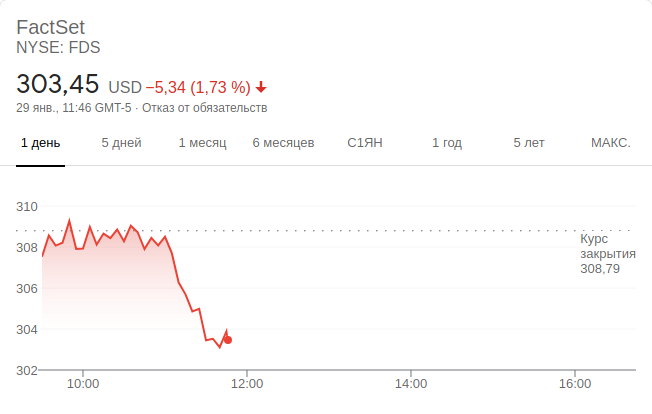 FactSet
NYSE: FDS
303,45 USD −5,34 (1,73 %)
29 янв., 11:46 GMT-5 · Отказ от обязательств
1 день 5 дней 1 месяц 6 месяцев С1ЯН 1 год 5 лет МАКС.
310
308
306
304
302
Курс
закрытия
308,79
10:00 12:00 14:00 16:00